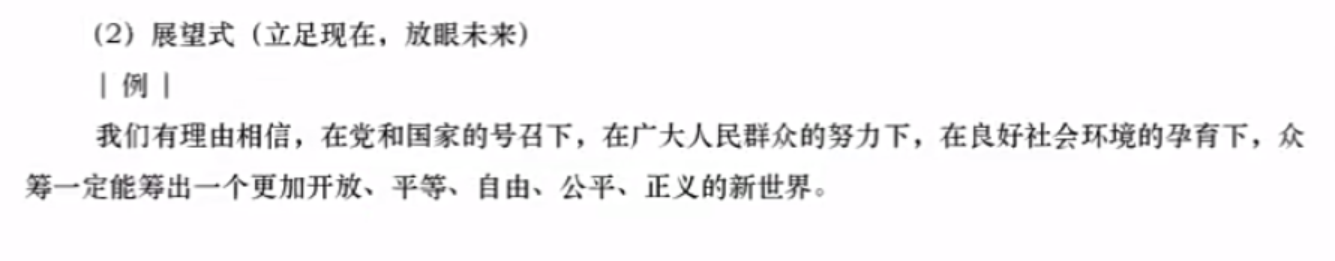 （2）展望式（立足现在，放眼未来）
| 例 |
我们有理由相信，在党和国家的号召下，在广大人民群众的努力下，在良好社会环境的孕育下，众
筹一定能筹出一个更加开放、平等、自由、公平、正义的新世界。